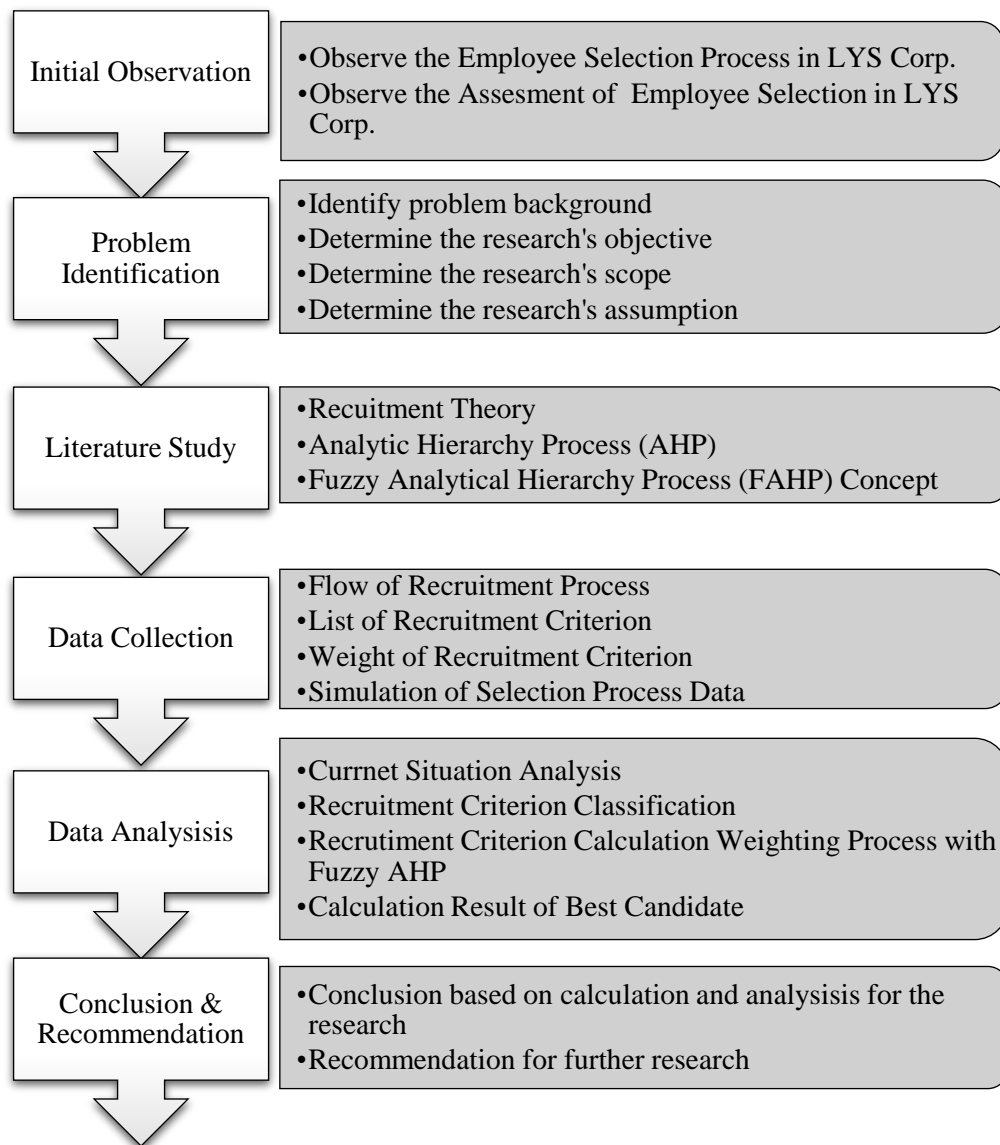 Initial Observation
•Observe the Employee Selection Process in LYS Corp.
•Observe the Assesment of Employee Selection in LYS
Corp.
Problem
Identification
•Identify problem background
•Determine the research's objective
•Determine the research's scope
•Determine the research's assumption
Literature Study
•Recuitment Theory
•Analytic Hierarchy Process (AHP)
•Fuzzy Analytical Hierarchy Process (FAHP) Concept
Data Collection
•Flow of Recruitment Process
•List of Recruitment Criterion
•Weight of Recruitment Criterion
•Simulation of Selection Process Data
Data Analysisis
•Currnet Situation Analysis
•Recruitment Criterion Classification
•Recrutiment Criterion Calculation Weighting Process with
Fuzzy AHP
•Calculation Result of Best Candidate
Conclusion &
Recommendation
•Conclusion based on calculation and analysisis for the
research
•Recommendation for further research